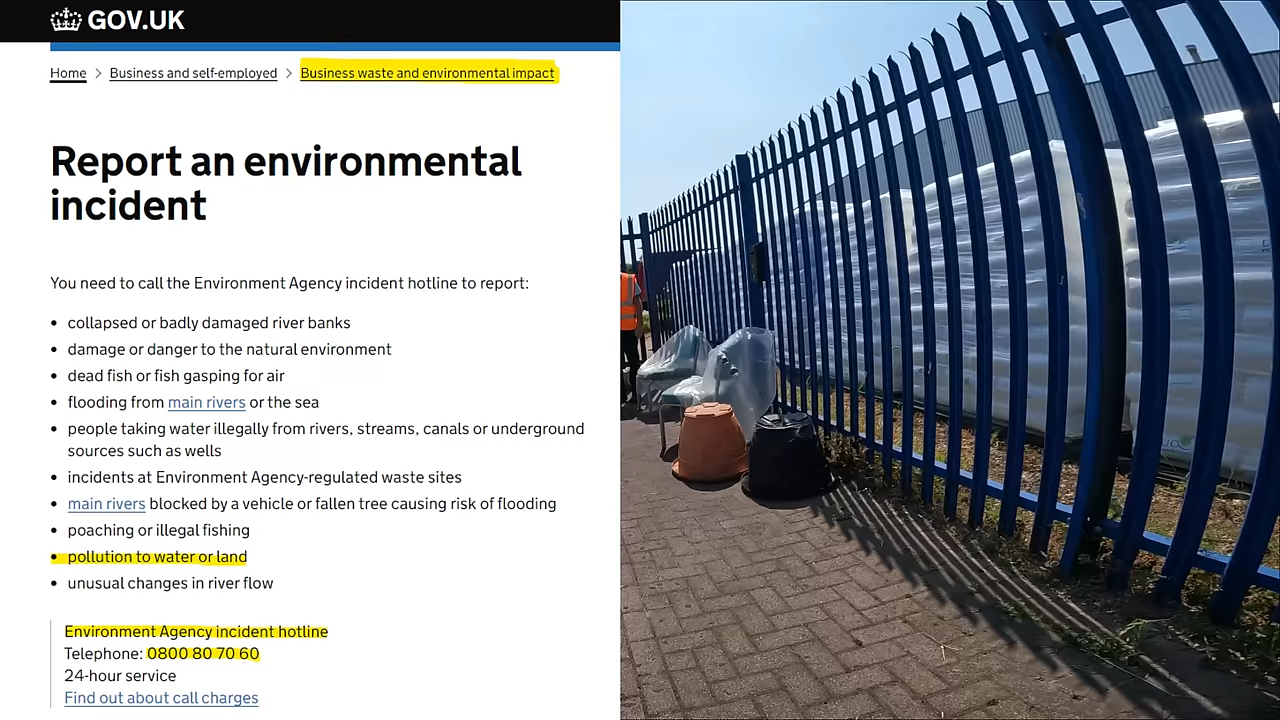 GOV.UK
Home > Business and self-employed > Business waste and environmental impact
Report an environmental
incident
You need to call the Environment Agency incident hotline to report:
• collapsed or badly damaged river banks
• damage or danger to the natural environment
• dead fish or fish gasping for air
• flooding from main rivers or the sea
• people taking water illegally from rivers, streams, canals or underground
sources such as wells
• incidents at Environment Agency-regulated waste sites
• main rivers blocked by a vehicle or fallen tree causing risk of flooding
• poaching or illegal fishing
• pollution to water or land
• unusual changes in river flow
Environment Agency incident hotline
Telephone: 0800 80 70 60
24-hour service
Find out about call charges